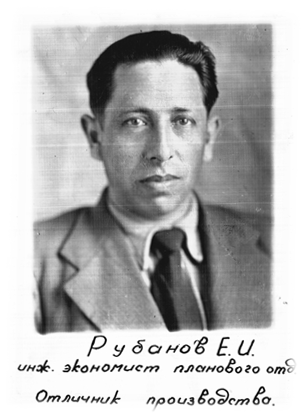 Рубанов Е.И.
инж. экономист планового отд
Отличник производства.